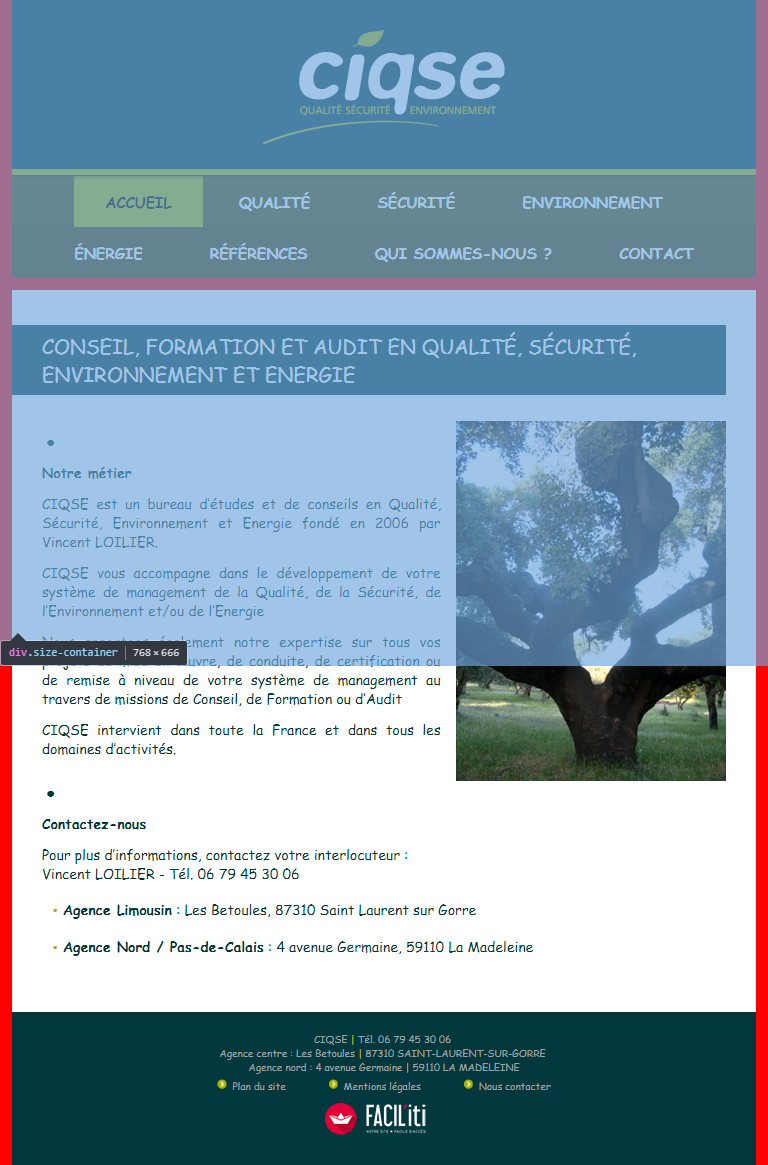 ciqse
QUALITÉ SÉCURITÉ ENVIRONNEMENT
ACCUEIL QUALITÉ SÉCURITÉ ENVIRONNEMENT
ÉNERGIE RÉFÉRENCES QUI SOMMES-NOUS ? CONTACT
CONSEIL, FORMATION ET AUDIT EN QUALITÉ, SÉCURITÉ,
ENVIRONNEMENT ET ENERGIE
•
Notre métier
CIQSE est un bureau d'études et de conseils en Qualité,
Sécurité, Environnement et Energie fondé en 2006 par
Vincent LOILIER.
CIQSE vous accompagne dans le développement de votre
système de management de la Qualité, de la Sécurité, de
l'Environnement et/ou de l'Energie
également notre expertise sur tous vos
div.size-container 768 × 666
de conduite, de certification ou
de remise à niveau de votre système de management au
travers de missions de Conseil, de Formation ou d'Audit
CIQSE intervient dans toute la France et dans tous les
domaines d'activités.
•
Contactez-nous
Pour plus d'informations, contactez votre interlocuteur :
Vincent LOILIER - Tél. 06 79 45 30 06
• Agence Limousin : Les Betoules, 87310 Saint Laurent sur Gorre
• Agence Nord / Pas-de-Calais : 4 avenue Germaine, 59110 La Madeleine
CIQSE | Tél. 06 79 45 30 06
Agence centre : Les Betoules | 87310 SAINT-LAURENT-SUR-GORRE
Agence nord : 4 avenue Germaine | 59110 LA MADELEINE
Plan du site Mentions légales Nous contacter
FACIL'iti
VOTRE SITE + FACILE D'ACCÈS